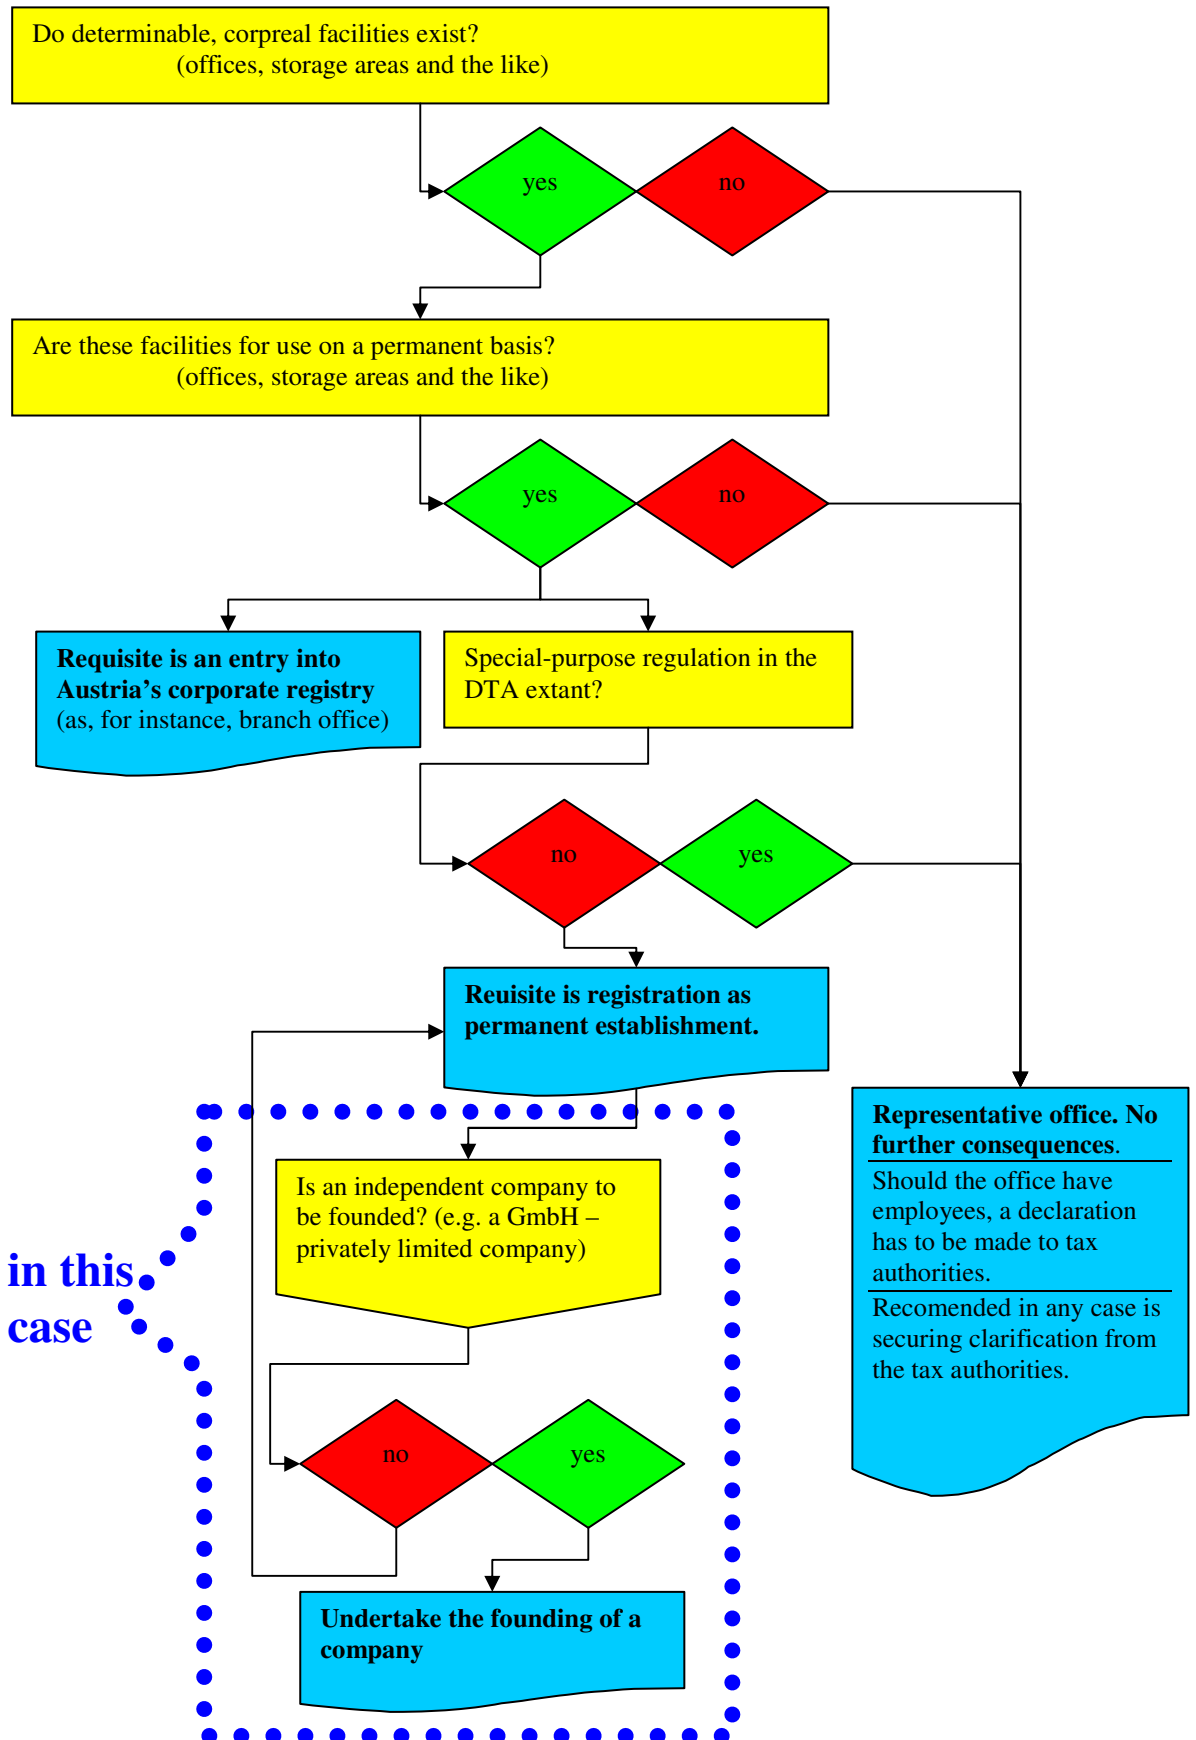 Do determinable, corpreal facilities exist?
(offices, storage areas and the like)
yes
no
Are these facilities for use on a permanent basis?
(offices, storage areas and the like)
yes
no
Requisite is an entry into
Austria's corporate registry
(as, for instance, branch office)
Special-purpose regulation in the
DTA extant?
no
yes
Reuisite is registration as
permanent establishment.
Representative office. No
further consequences.
Should the office have
employees, a declaration
has to be made to tax
authorities.
Recomended in any case is
securing clarification from
the tax authorities.
in this
case
Is an independent company to
be founded? (e.g. a GmbH –
privately limited company)
no
yes
Undertake the founding of a
company